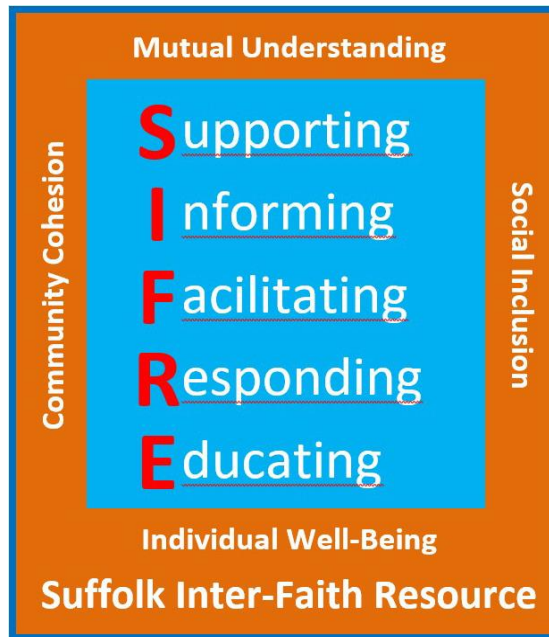 Mutual Understanding
Community Cohesion
Supporting
Informing
Facilitating
Responding
Educating
Social Inclusion
Individual Well-Being
Suffolk Inter-Faith Resource